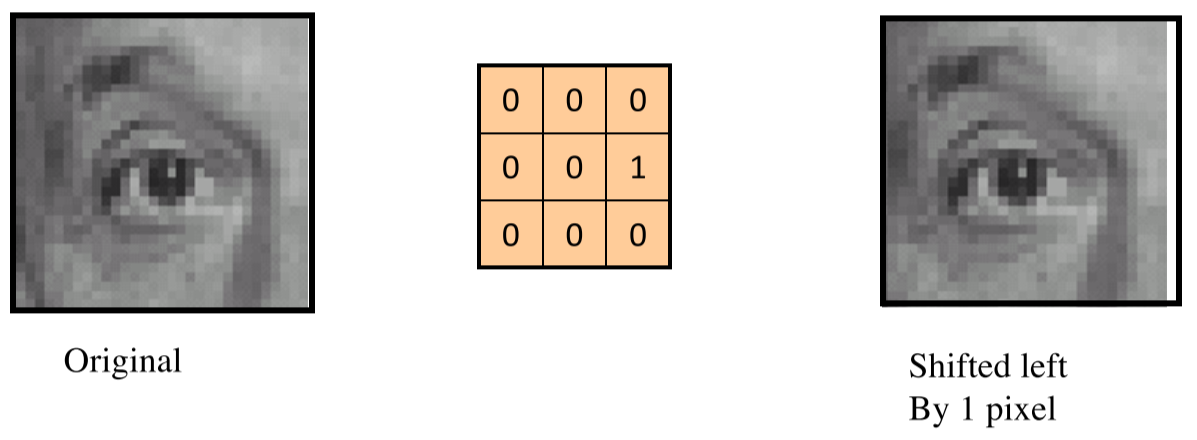 0 0 0
0 0 1
0 0 0
Original
Shifted left
By 1 pixel